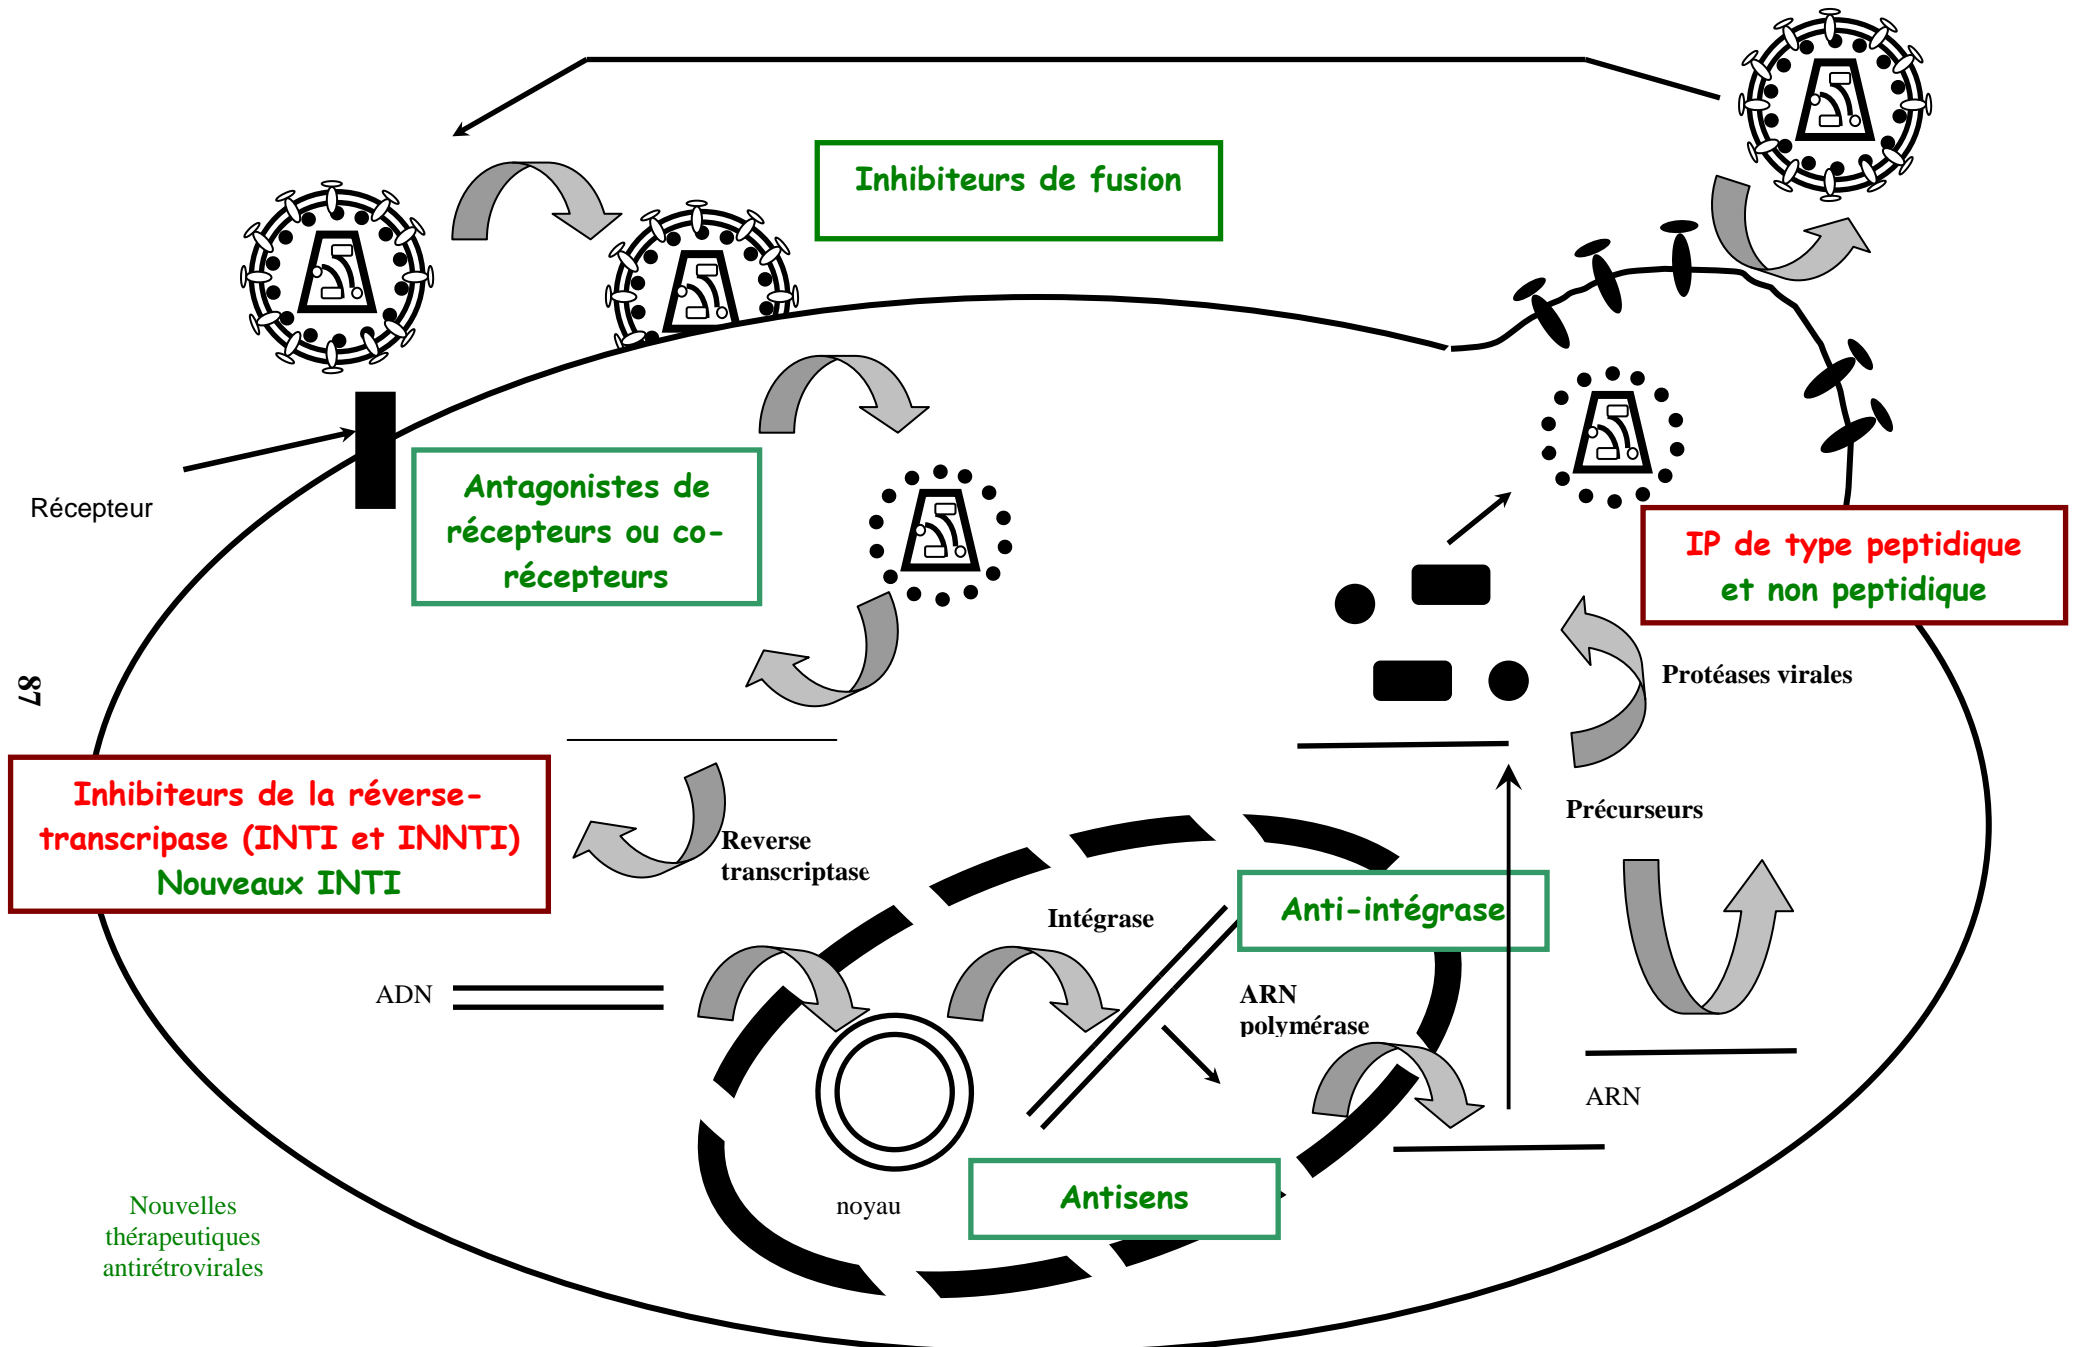 Inhibiteurs de fusion
Antagonistes de
récepteurs ou co-
récepteurs
Récepteur
IP de type peptidique
et non peptidique
87
Protéases virales
Inhibiteurs de la réverse-
transcripase (INTI et INNTI)
Nouveaux INTI
Reverse
transcriptase
Précurseurs
Intégrase
Anti-intégrase
ADN
ARN
polymérase
ARN
noyau
Antisens
Nouvelles
thérapeutiques
antirétrovirales